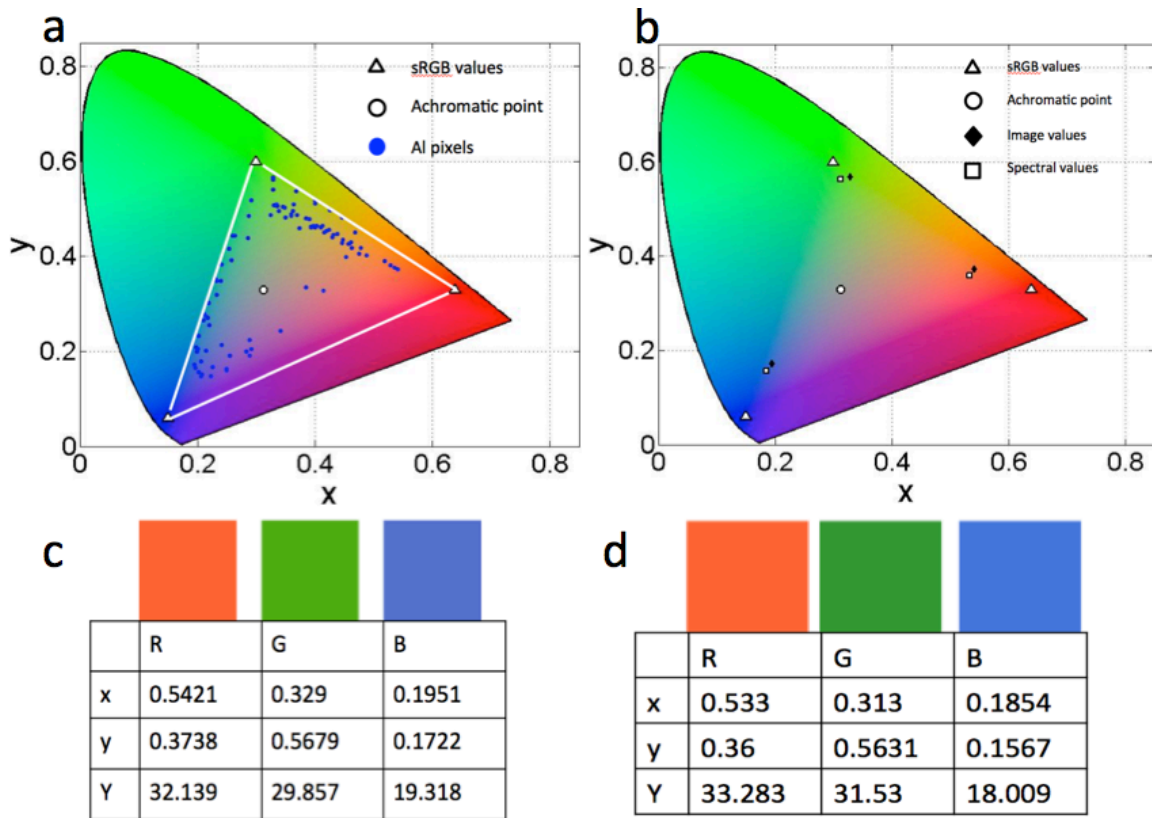 a
0.8
0.6
0.4
0.2
0
y
0 0.2 0.4 0.6 0.8
x
sRGB values
Achromatic point
Al pixels
b
0.8
0.6
0.4
0.2
0
y
0 0.2 0.4 0.6 0.8
x
sRGB values
Achromatic point
Image values
Spectral values
c
R G B
x 0.5421 0.329 0.1951
y 0.3738 0.5679 0.1722
Y 32.139 29.857 19.318
d
R G B
x 0.533 0.313 0.1854
y 0.36 0.5631 0.1567
Y 33.283 31.53 18.009